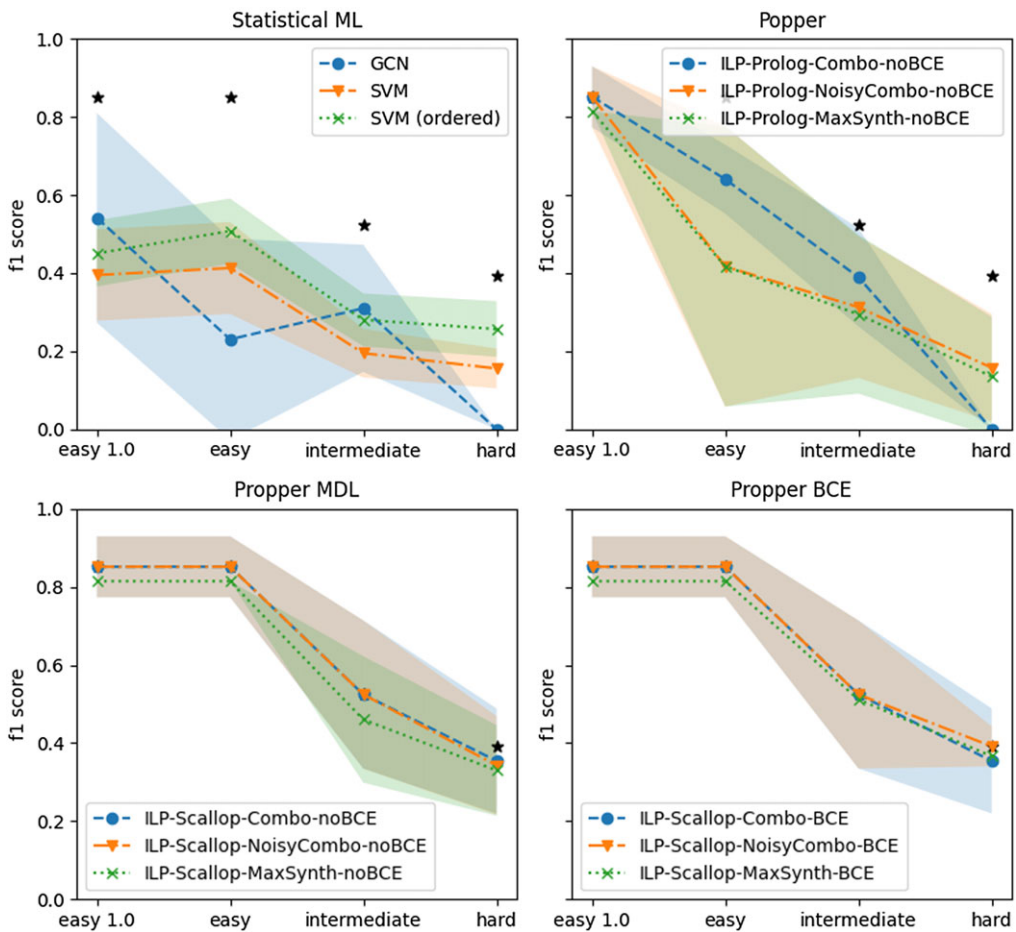 Statistical ML
1.0
0.8
0.6
0.4
0.2
0.0
f1 score
GCN
SVM
SVM (ordered)
easy 1.0 easy intermediate hard
Popper
f1 score
ILP-Prolog-Combo-noBCE
ILP-Prolog-NoisyCombo-noBCE
ILP-Prolog-MaxSynth-noBCE
easy 1.0 easy intermediate hard
Propper MDL
1.0
0.8
0.6
0.4
0.2
0.0
f1 score
ILP-Scallop-Combo-noBCE
ILP-Scallop-NoisyCombo-noBCE
ILP-Scallop-MaxSynth-noBCE
easy 1.0 easy intermediate hard
Propper BCE
f1 score
ILP-Scallop-Combo-BCE
ILP-Scallop-NoisyCombo-BCE
ILP-Scallop-MaxSynth-BCE
easy 1.0 easy intermediate hard